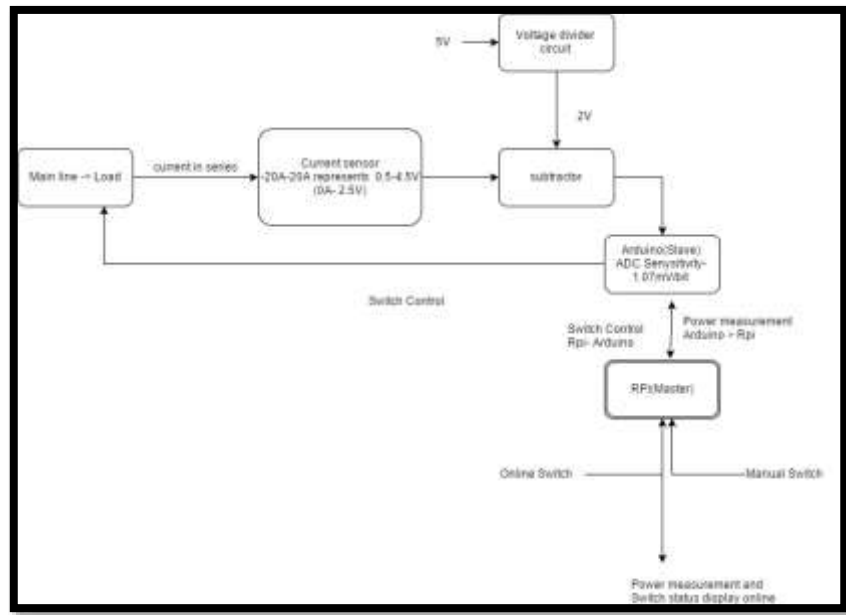 5V
Voltage divider
circuit
2V
Main line -> Load
current in series
Current sensor
-20A-20A represents 0.5-4.5V
(0A- 2.5V)
subtractor
Arduino(Slave)
ADC Senysitivity-
1.07mV/bit
Switch Control
Switch Control
Rpi- Arduino
Power measurement
Arduino > Rpi
RPi(Master)
Online Switch
Manual Switch
Power measurement and
Switch status display online